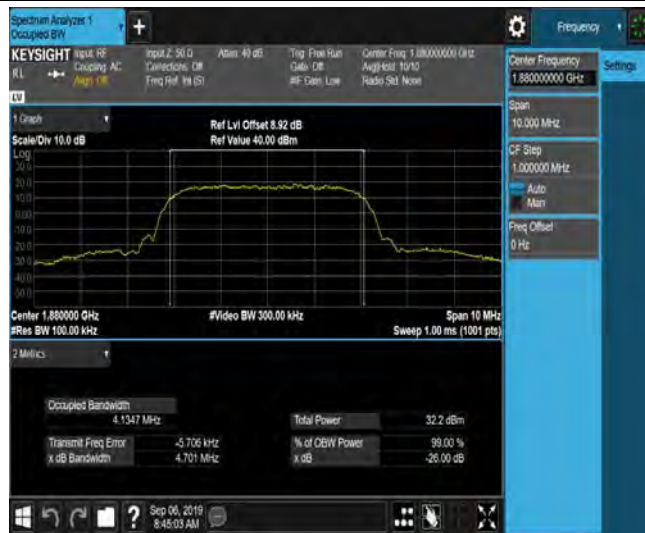 Spectrum Analyzer 1
Occupied BW
Frequency
KEYSIGHT Input: RF Input Z: 50 Ω Atten: 40 dB Trig: Free Run Center Freq: 1.880000000 GHz
RL Coupling: AC Corrections: Off Gate: Off Avg|Hold: 10/10
Align: Off Freq Ref: Int (S) #IF Gain: Low Radio Std: None
LV
1 Graph
Ref Lvl Offset 8.92 dB
Scale/Div 10.0 dB Ref Value 40.00 dBm
Log
30.0
20.0
10.0
0.00
-10.0
-20.0
-30.0
-40.0
-50.0
Center 1.880000 GHz #Video BW 300.00 kHz Span 10 MHz
#Res BW 100.00 kHz Sweep 1.00 ms (1001 pts)
2 Metrics
Occupied Bandwidth
4.1347 MHz Total Power 32.2 dBm
Transmit Freq Error -5.706 kHz % of OBW Power 99.00 %
x dB Bandwidth 4.701 MHz x dB -26.00 dB
Sep 06, 2019
8:45:03 AM
Center Frequency
1.880000000 GHz
Settings
Span
10.000 MHz
CF Step
1.000000 MHz
Auto
Man
Freq Offset
0 Hz